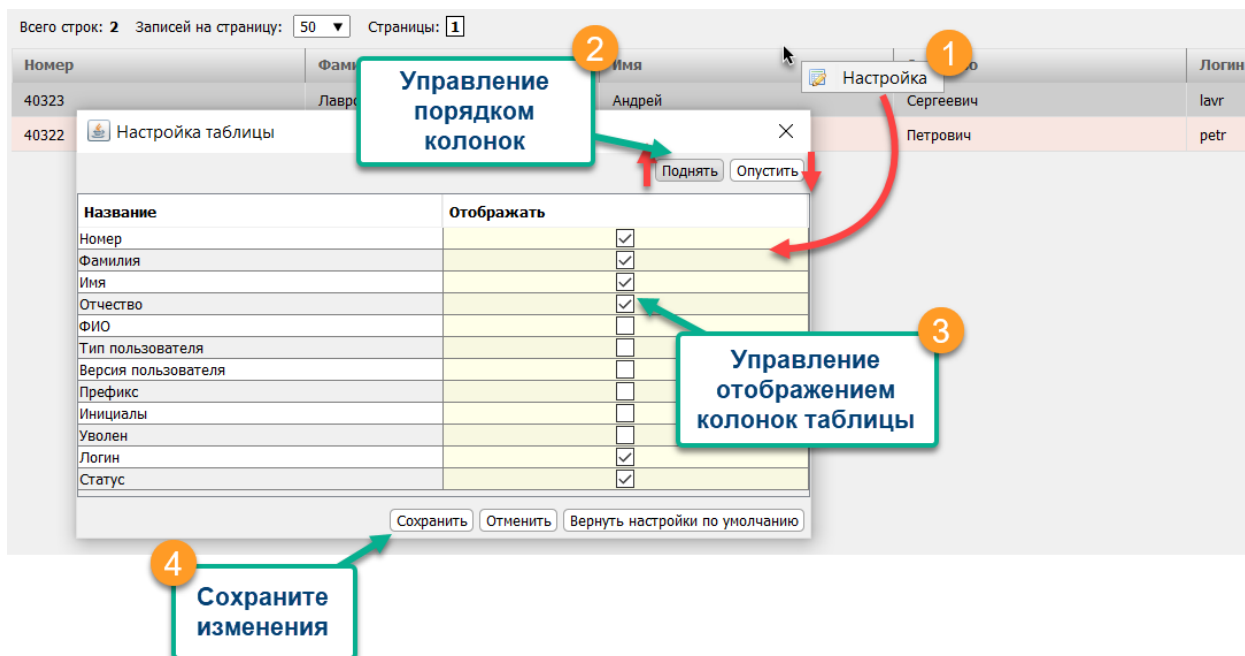 Всего строк: 2 Записей на страницу: 50 ▼ Страницы: 1
2
1
Номер Имя Логин
Настройка
Управление
порядком
колонок
40323 Андрей Сергеевич lavr
40322 Петрович petr
Настройка таблицы
Поднять Опустить
Название Отображать
Номер
Фамилия
Имя
Отчество
ФИО
Тип пользователя
Версия пользователя
Префикс
Инициалы
Уволен
Логин
Статус
3
Управление
отображением
колонок таблицы
Сохранить Отменить Вернуть настройки по умолчанию
4
Сохраните
изменения